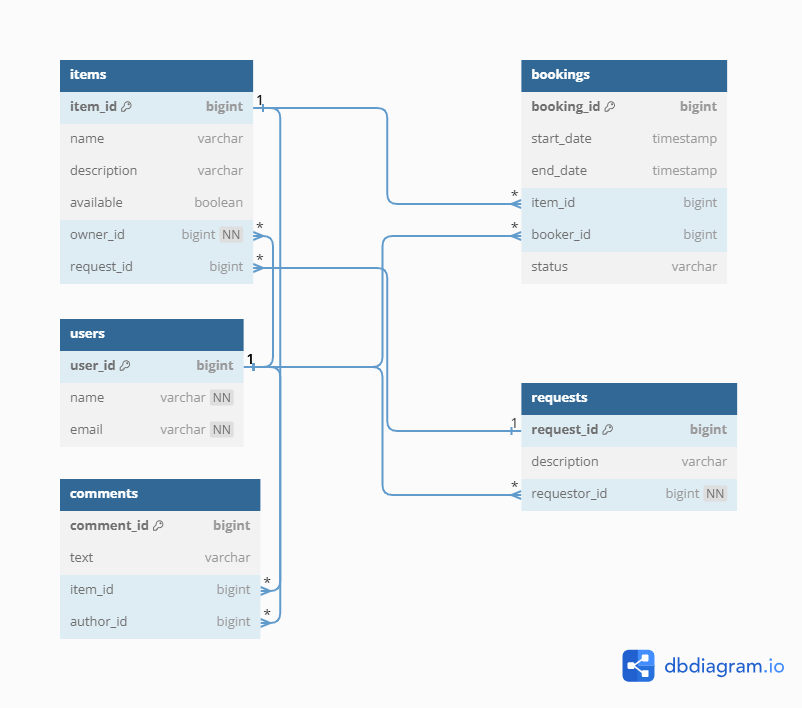 items
item_id bigint
name varchar
description varchar
available boolean
owner_id bigint NN
request_id bigint
1
*
*
bookings
booking_id bigint
start_date timestamp
end_date timestamp
item_id bigint
booker_id bigint
status varchar
*
*
users
user_id bigint
name varchar NN
email varchar NN
1
requests
request_id bigint
description varchar
requestor_id bigint NN
1
*
comments
comment_id bigint
text varchar
item_id bigint
author_id bigint
*
*
dbdiagram.io